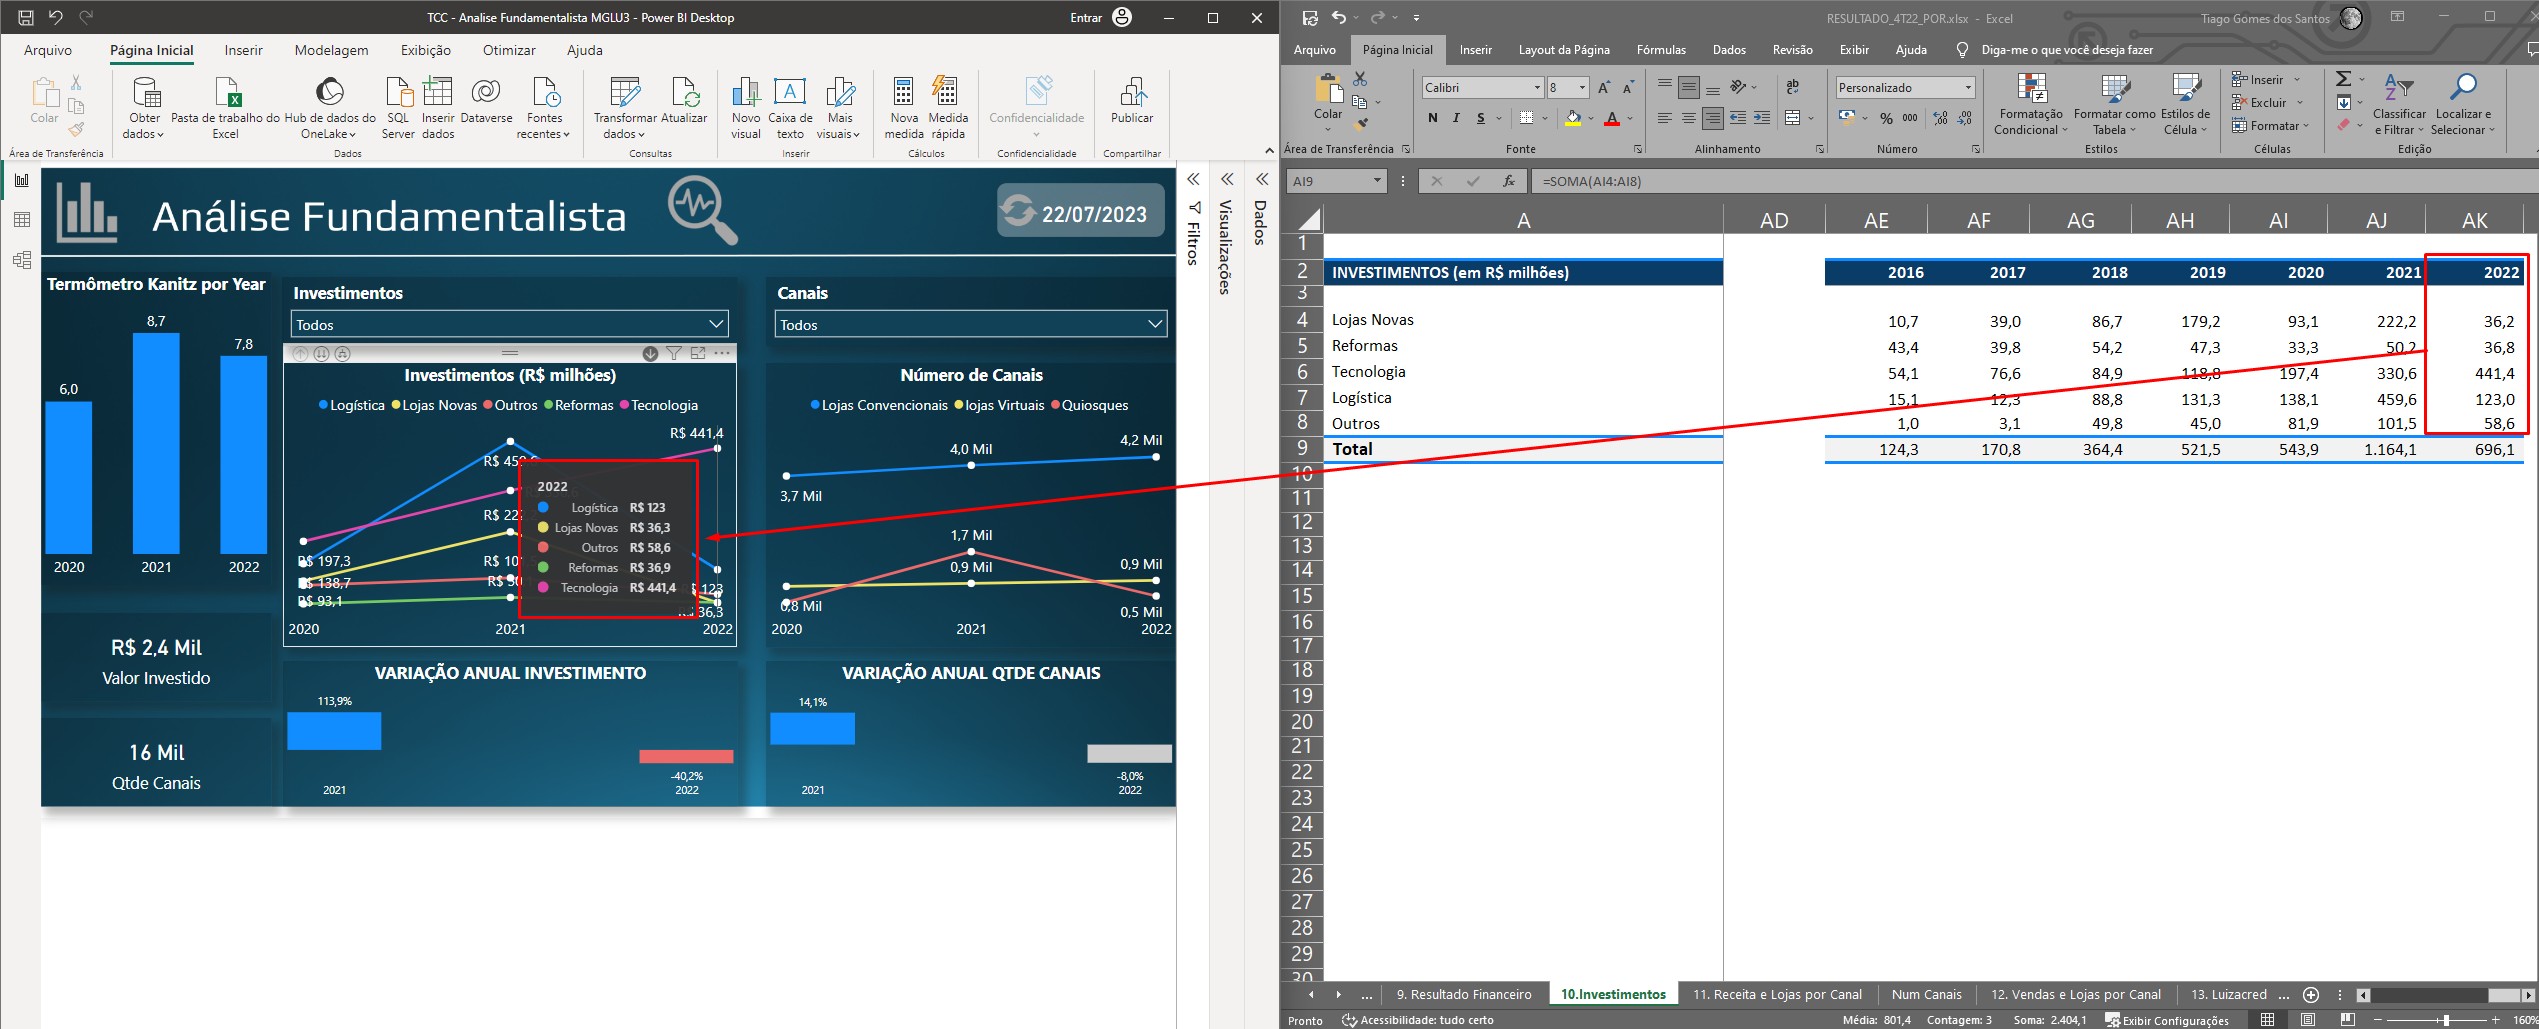 TCC - Analise Fundamentalista MGLU3 - Power BI Desktop
Entrar
Arquivo Página Inicial Inserir Modelagem Exibição Otimizar Ajuda
Colar
Obter dados
Pasta de trabalho do Excel
Hub de dados do OneLake
SQL Server
Inserir dados
Dataverse
Fontes recentes
Transformar dados
Atualizar
Novo visual
Caixa de texto
Mais visuais
Nova medida
Medida rápida
Confidencialidade
Publicar
Área de Transferência Dados Consultas Inserir Cálculos Confidencialidade Compartilhar
Análise Fundamentalista
22/07/2023
Termômetro Kanitz por Year
6,0
8,7
7,8
2020 2021 2022
R$ 2,4 Mil
Valor Investido
16 Mil
Qtde Canais
Investimentos
Todos
Investimentos (R$ milhões)
Logística Lojas Novas Outros Reformas Tecnologia
R$ 441,4
R$ 197,3
R$ 138,7
R$ 93,1
123
36,3
2020 2021 2022
2022
Logística R$ 123
Lojas Novas R$ 36,3
Outros R$ 58,6
Reformas R$ 36,9
Tecnologia R$ 441,4
VARIAÇÃO ANUAL INVESTIMENTO
113,9%
-40,2%
2021 2022
Canais
Todos
Número de Canais
Lojas Convencionais lojas Virtuais Quiosques
3,7 Mil
4,0 Mil
4,2 Mil
1,7 Mil
0,9 Mil
0,9 Mil
0,8 Mil
0,5 Mil
2020 2021 2022
VARIAÇÃO ANUAL QTDE CANAIS
14,1%
-8,0%
2021 2022
Filtros
Visualizações
Dados
RESULTADO_4T22_POR.xlsx - Excel
Tiago Gomes dos Santos
Arquivo Página Inicial Inserir Layout da Página Fórmulas Dados Revisão Exibir Ajuda Diga-me o que você deseja fazer
Colar
Calibri 8
N I S
Personalizado
% 000
Formatação Condicional
Formatar como Tabela
Estilos de Célula
Inserir
Excluir
Formatar
Classificar e Filtrar
Localizar e Selecionar
Área de Transferência Fonte Alinhamento Número Estilos Células Edição
AI9 fx =SOMA(AI4:AI8)
A AD AE AF AG AH AI AJ AK
1
2 INVESTIMENTOS (em R$ milhões) 2016 2017 2018 2019 2020 2021 2022
3
4 Lojas Novas 10,7 39,0 86,7 179,2 93,1 222,2 36,2
5 Reformas 43,4 39,8 54,2 47,3 33,3 50,2 36,8
6 Tecnologia 54,1 76,6 84,9 118,8 197,4 330,6 441,4
7 Logística 15,1 12,3 88,8 131,3 138,1 459,6 123,0
8 Outros 1,0 3,1 49,8 45,0 81,9 101,5 58,6
9 Total 124,3 170,8 364,4 521,5 543,9 1.164,1 696,1
10
11
12
13
14
15
16
17
18
19
20
21
22
23
24
25
26
27
28
29
30
... 9. Resultado Financeiro 10.Investimentos 11. Receita e Lojas por Canal Num Canais 12. Vendas e Lojas por Canal 13. Luizacred ...
Pronto Acessibilidade: tudo certo Média: 801,4 Contagem: 3 Soma: 2.404,1 Exibir Configurações 160%